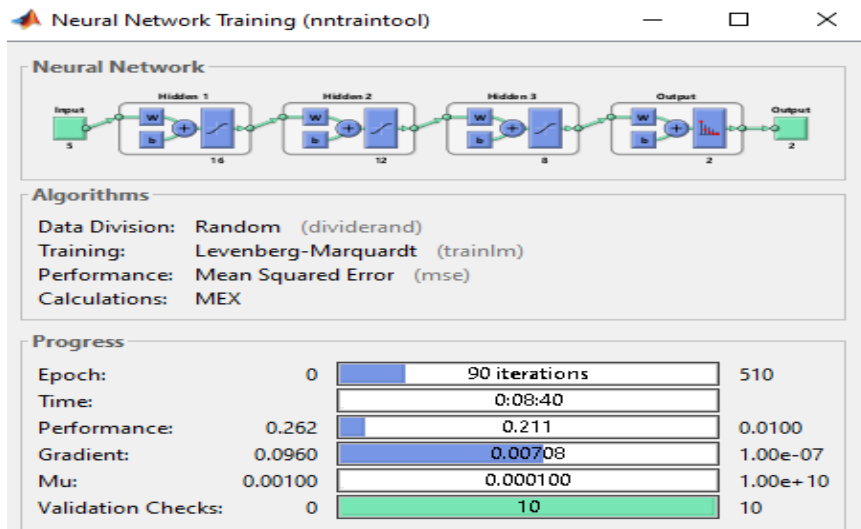 Neural Network Training (nntraintool)
Neural Network
Hidden 1 Hidden 2 Hidden 3 Output
Input Output
W W W W
b b b b
5 16 12 8 2 2
Algorithms
Data Division: Random (dividerand)
Training: Levenberg-Marquardt (trainlm)
Performance: Mean Squared Error (mse)
Calculations: MEX
Progress
Epoch: 0 90 iterations 510
Time: 0:08:40
Performance: 0.262 0.211 0.0100
Gradient: 0.0960 0.00708 1.00e-07
Mu: 0.00100 0.000100 1.00e+10
Validation Checks: 0 10 10